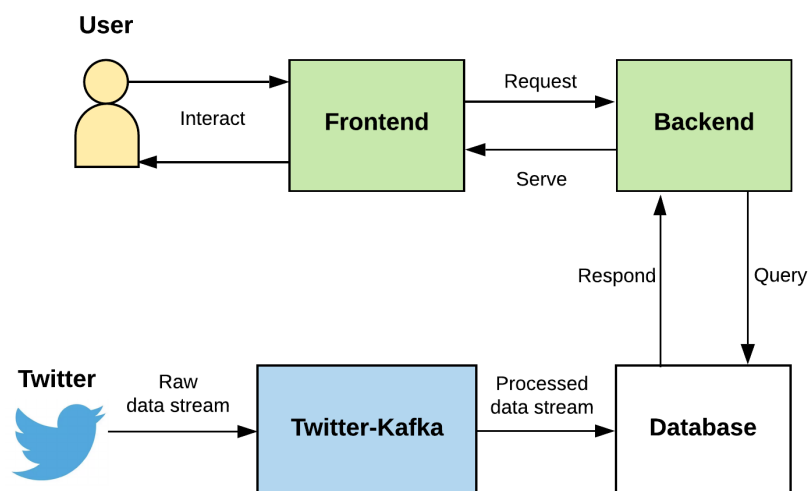 User
Interact
Frontend
Request
Serve
Backend
Respond
Query
Twitter
Raw
data stream
Twitter-Kafka
Processed
data stream
Database